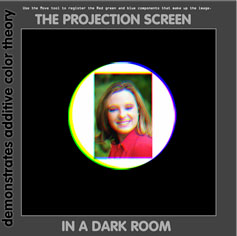 Use the Move tool to register the Red green and blue components that make up the image.
THE PROJECTION SCREEN
demonstrates additive color theory
IN A DARK ROOM